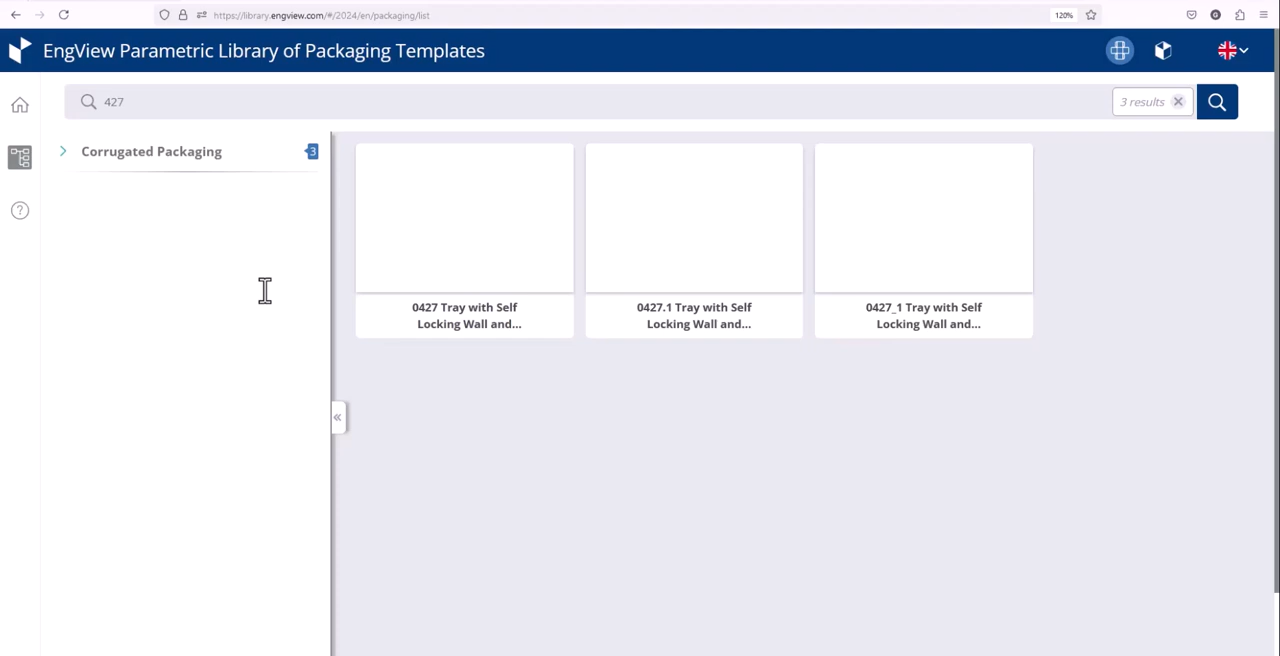 https://library.engview.com/#/2024/en/packaging/list
120%
EngView Parametric Library of Packaging Templates
427
3 results
Corrugated Packaging
3
0427 Tray with Self
Locking Wall and...
0427.1 Tray with Self
Locking Wall and...
0427_1 Tray with Self
Locking Wall and...